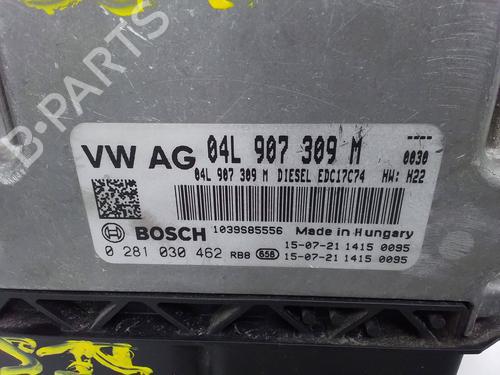 B-PARTS
VW AG 04L 907 309 M ----
0030
04L 907 309 M DIESEL EDC17C74 HW: H22
1039S85556 Made in Hungary
BOSCH 15-07-21 1415 0095
0 281 030 462 RB8 658 15-07-21 1415 0095